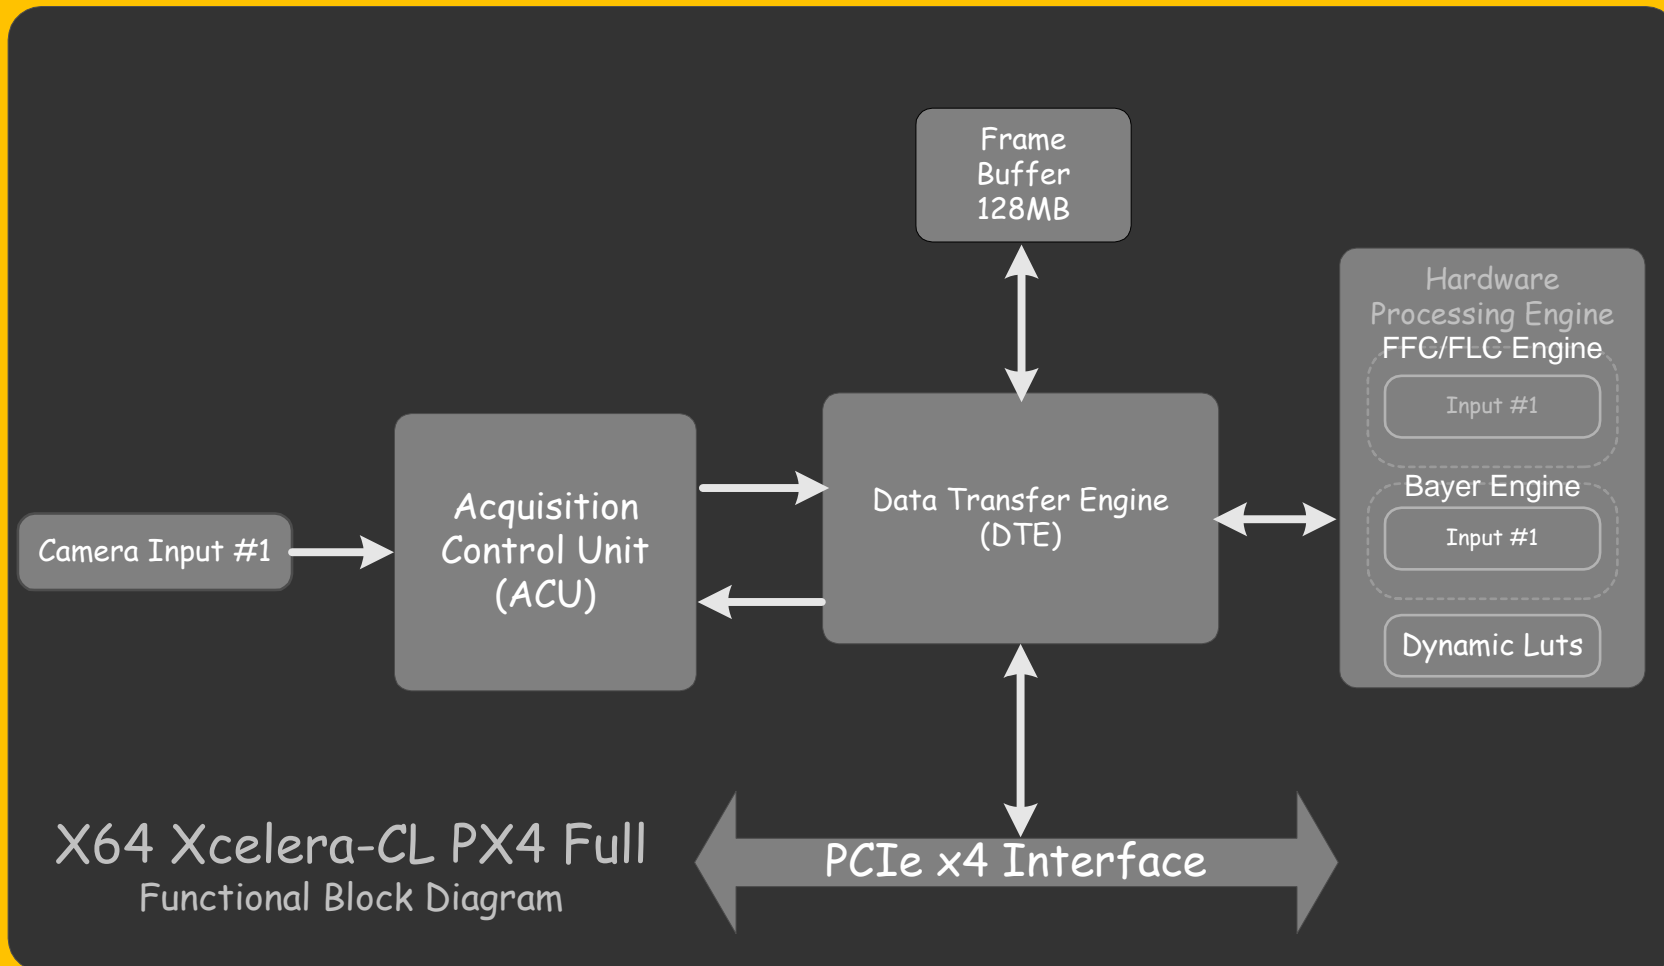 Frame
Buffer
128MB
Hardware
Processing Engine
FFC/FLC Engine
Input #1
Bayer Engine
Input #1
Dynamic Luts
Acquisition
Control Unit
(ACU)
Data Transfer Engine
(DTE)
Camera Input #1
X64 Xcelera-CL PX4 Full
Functional Block Diagram
PCIe x4 Interface